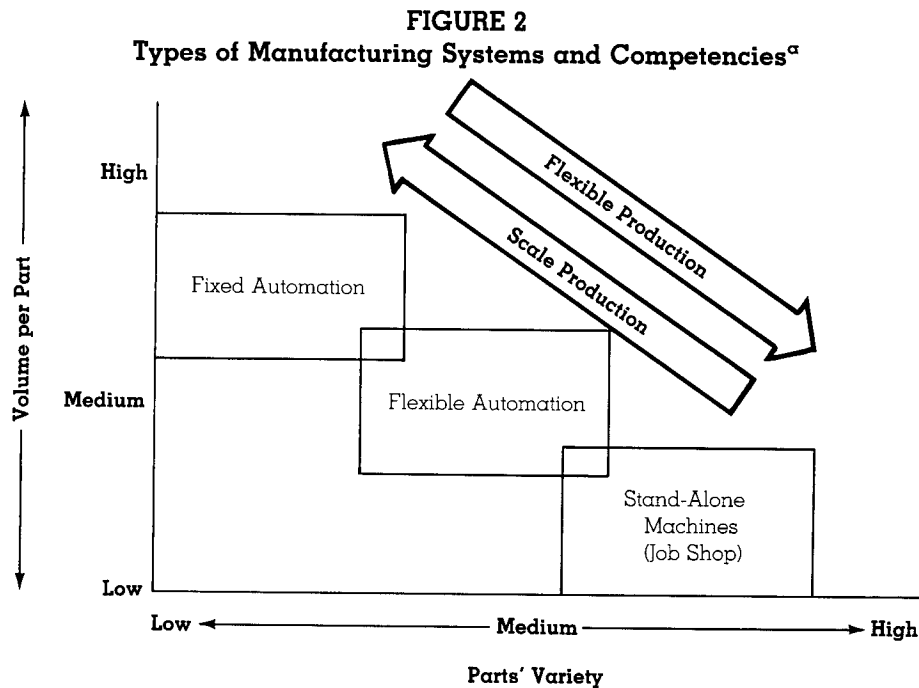 FIGURE 2
Types of Manufacturing Systems and Competenciesᵃ
High
Medium
Low
Volume per Part
Fixed Automation
Flexible Automation
Stand-Alone
Machines
(Job Shop)
Flexible Production
Scale Production
Low
Medium
High
Parts' Variety